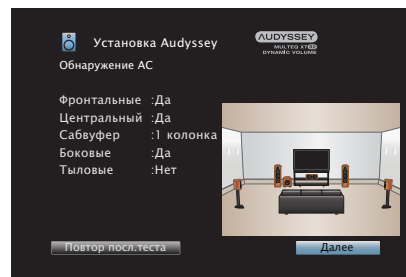 Установка Audyssey
AUDYSSEY
MULTEQ XT32
DYNAMIC VOLUME
Обнаружение АС
Фронтальные :Да
Центральный :Да
Сабвуфер :1 колонка
Боковые :Да
Тыловые :Нет
Повтор посл.теста
Далее